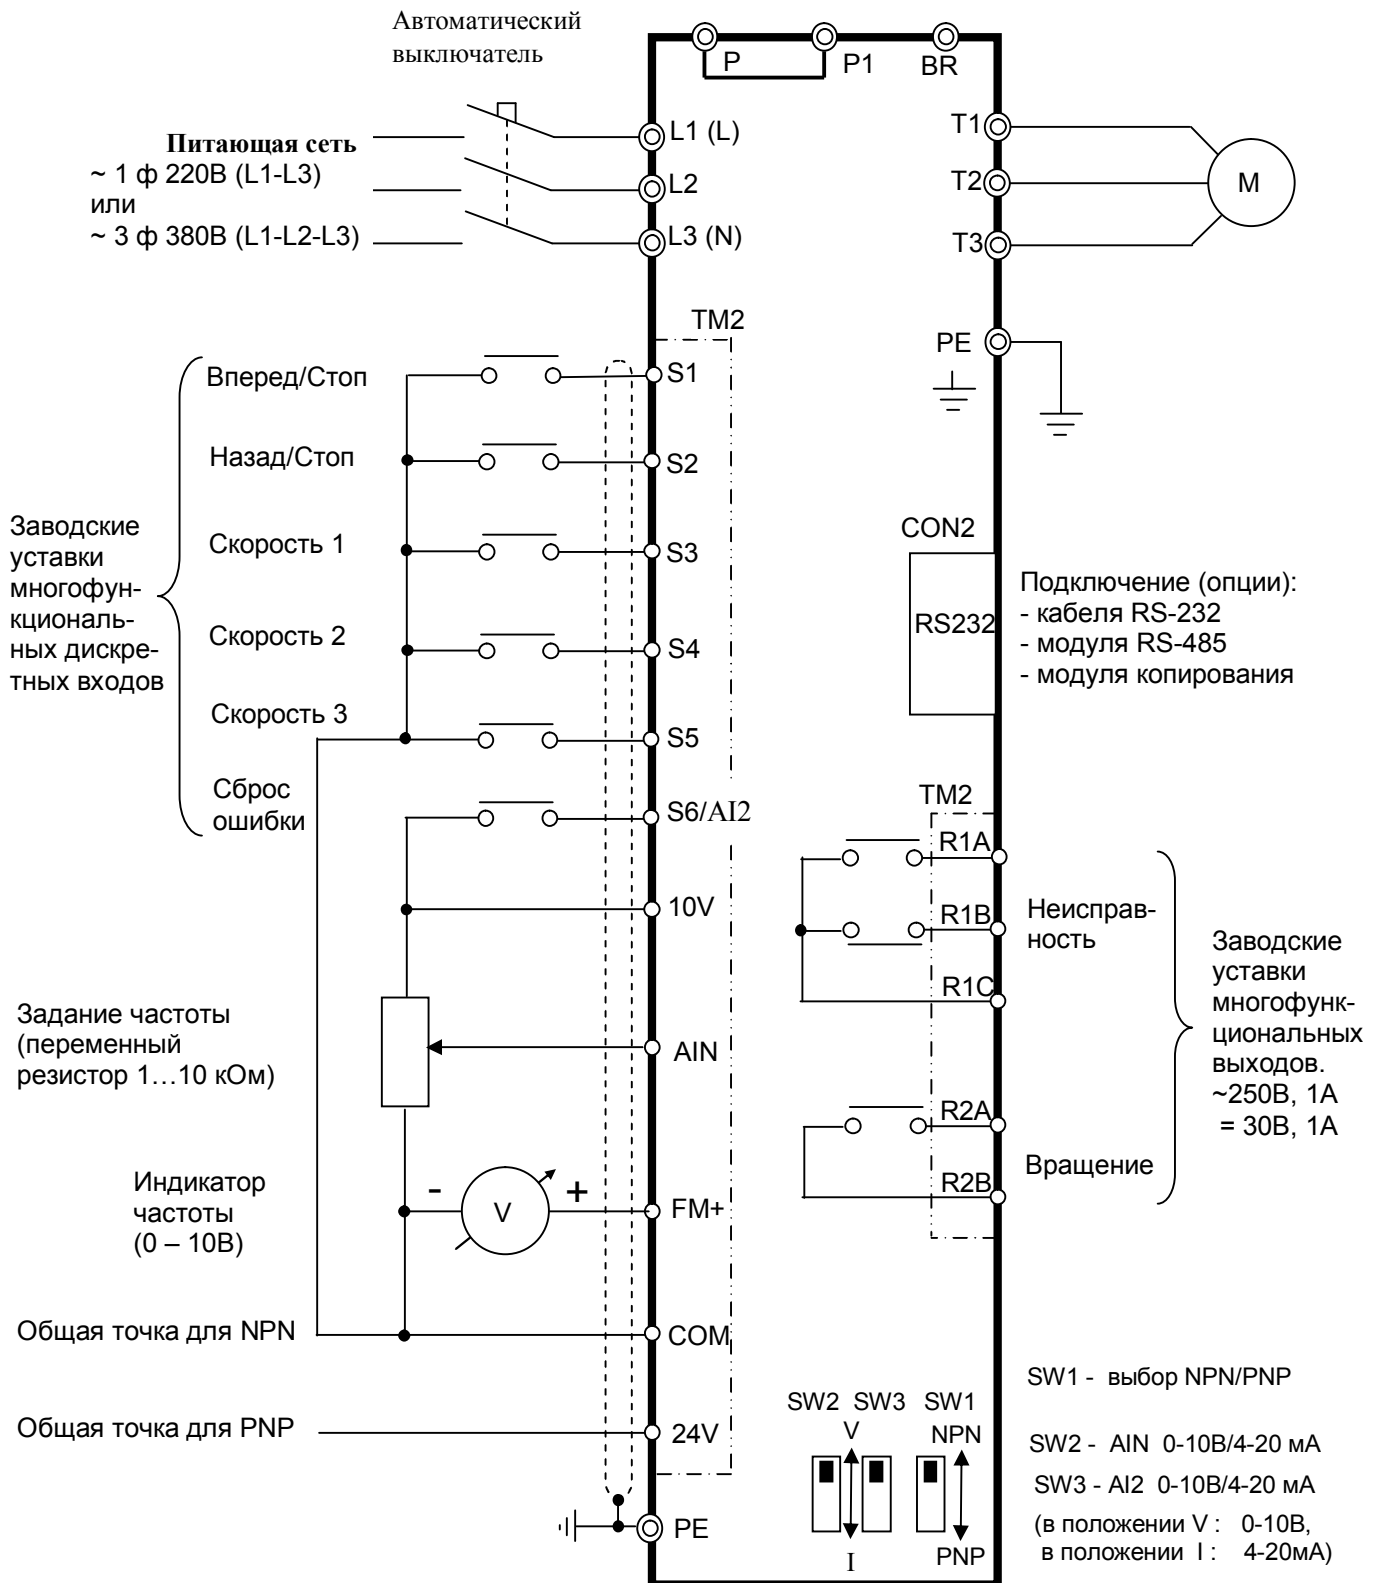 Автоматический
выключатель
P
P1
BR
Питающая сеть
~ 1 ф 220В (L1-L3)
или
~ 3 ф 380В (L1-L2-L3)
L1 (L)
L2
L3 (N)
T1
T2
T3
M
PE
TM2
Вперед/Стоп
S1
Назад/Стоп
S2
Скорость 1
S3
Скорость 2
S4
Скорость 3
S5
Сброс
ошибки
S6/AI2
Заводские
уставки
многофун-
кциональ-
ных дискре-
тных входов
CON2
RS232
Подключение (опции):
- кабеля RS-232
- модуля RS-485
- модуля копирования
10V
Задание частоты
(переменный
резистор 1…10 кОм)
AIN
Индикатор
частоты
(0 – 10В)
-
V
+
FM+
Общая точка для NPN
COM
Общая точка для PNP
24V
PE
TM2
R1A
R1B
R1C
R2A
R2B
Неисправ-
ность
Вращение
Заводские
уставки
многофунк-
циональных
выходов.
~250В, 1А
= 30В, 1А
SW2 SW3 SW1
V
NPN
I
PNP
SW1 - выбор NPN/PNP
SW2 - AIN 0-10В/4-20 мА
SW3 - AI2 0-10В/4-20 мА
(в положении V : 0-10В,
в положении I : 4-20мА)